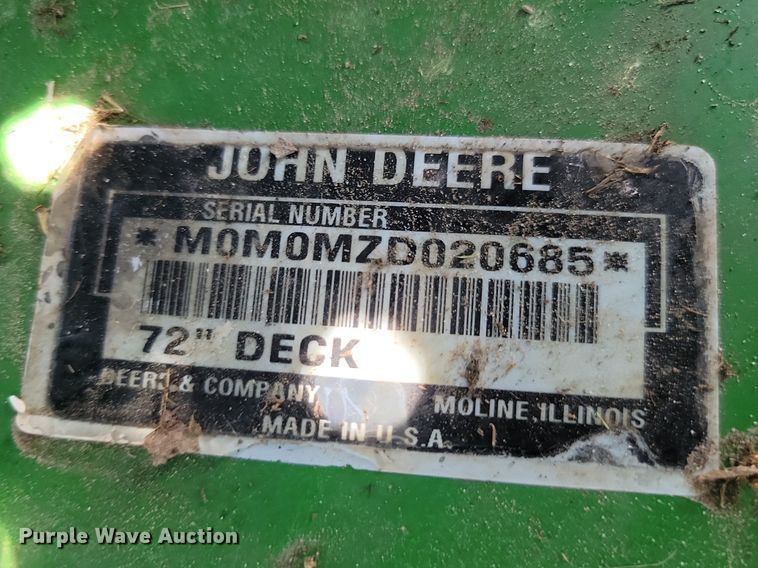 JOHN DEERE
SERIAL NUMBER
*M0M0MZD020685*
72" DECK
DEERE & COMPANY MOLINE, ILLINOIS
MADE IN U.S.A.
Purple Wave Auction